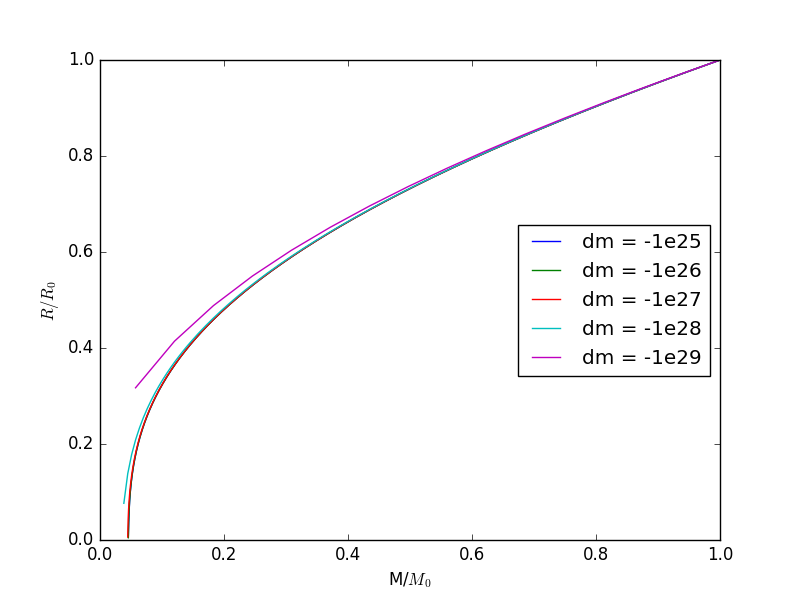 1.0
0.8
0.6
0.4
0.2
0.0
R/R₀
dm = -1e25
dm = -1e26
dm = -1e27
dm = -1e28
dm = -1e29
0.0 0.2 0.4 0.6 0.8 1.0
M/M₀